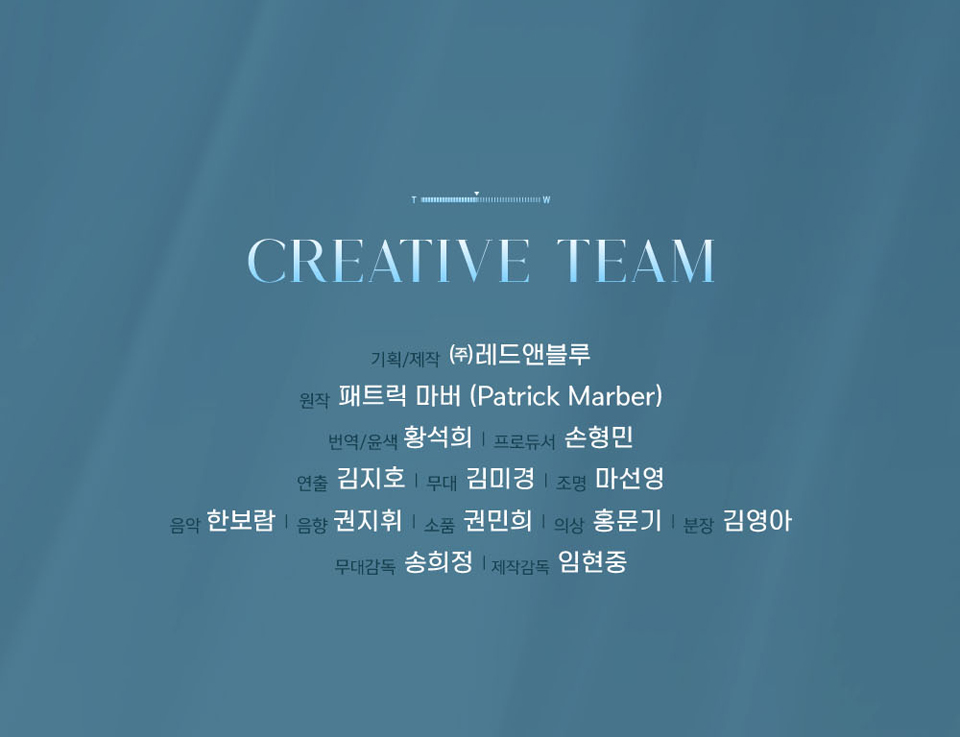 T W
CREATIVE TEAM
기획/제작 ㈜레드앤블루
원작 패트릭 마버 (Patrick Marber)
번역/윤색 황석희 | 프로듀서 손형민
연출 김지호 | 무대 김미경 | 조명 마선영
음악 한보람 | 음향 권지휘 | 소품 권민희 | 의상 홍문기 | 분장 김영아
무대감독 송희정 | 제작감독 임현중